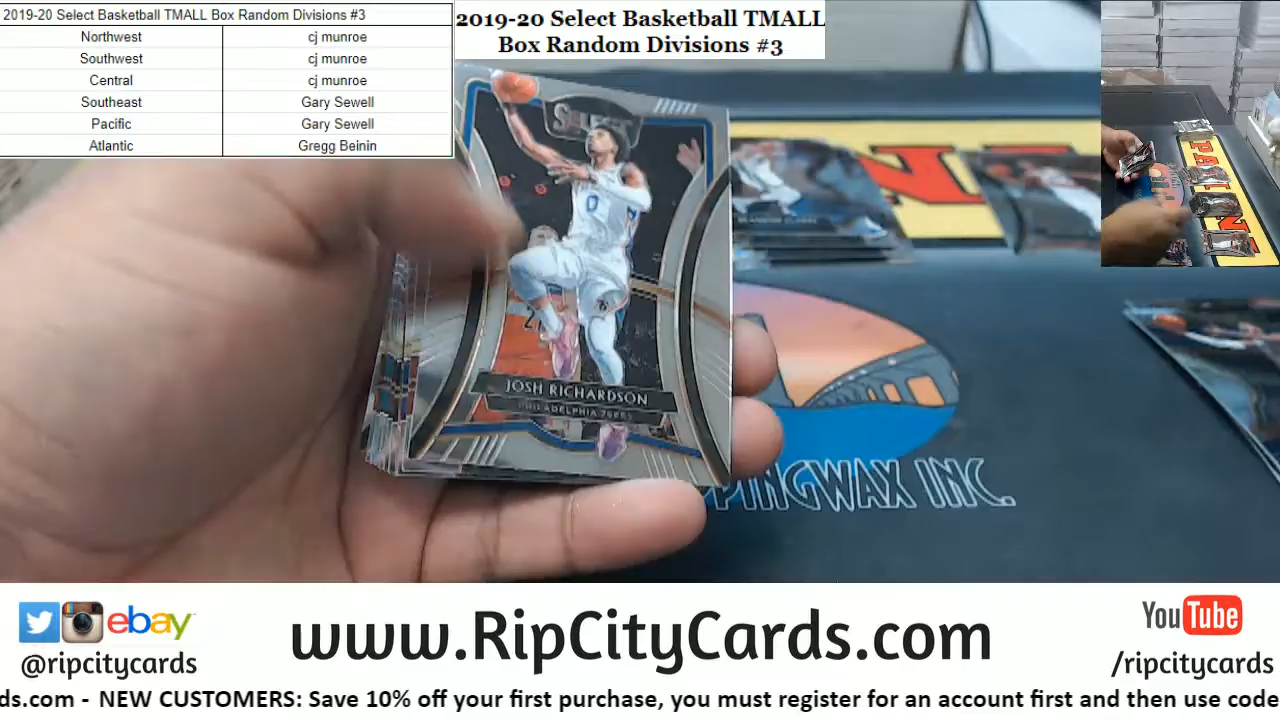 2019-20 Select Basketball TMALL Box Random Divisions #3
Northwest cj munroe
Southwest cj munroe
Central cj munroe
Southeast Gary Sewell
Pacific Gary Sewell
Atlantic Gregg Beinin
2019-20 Select Basketball TMALL
Box Random Divisions #3
SELECT
0
JOSH RICHARDSON
PHILADELPHIA 76ERS
PPINGWAX INC.
ebay
@ripcitycards
www.RipCityCards.com
YouTube
/ripcitycards
ds.com - NEW CUSTOMERS: Save 10% off your first purchase, you must register for an account first and then use code